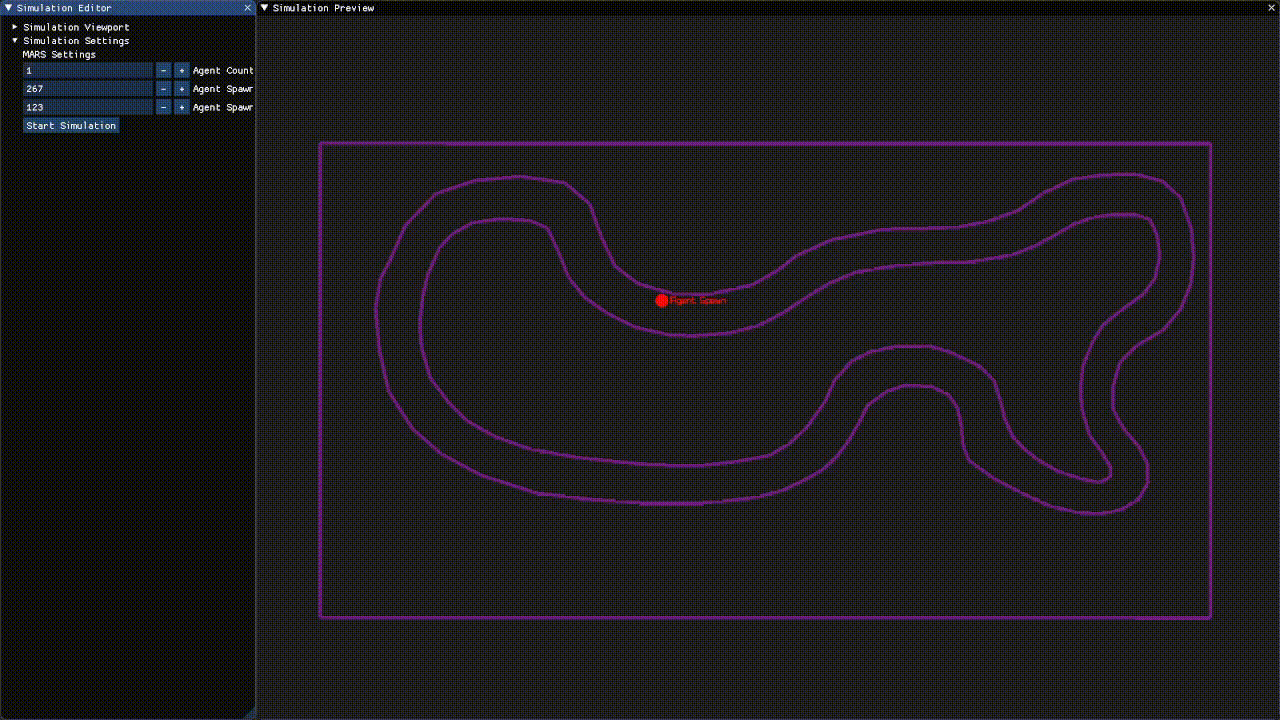 Simulation Editor
Simulation Viewport
Simulation Settings
MARS Settings
1 - + Agent Count
267 - + Agent Spawr
123 - + Agent Spawr
Start Simulation
Simulation Preview
Agent Spawn